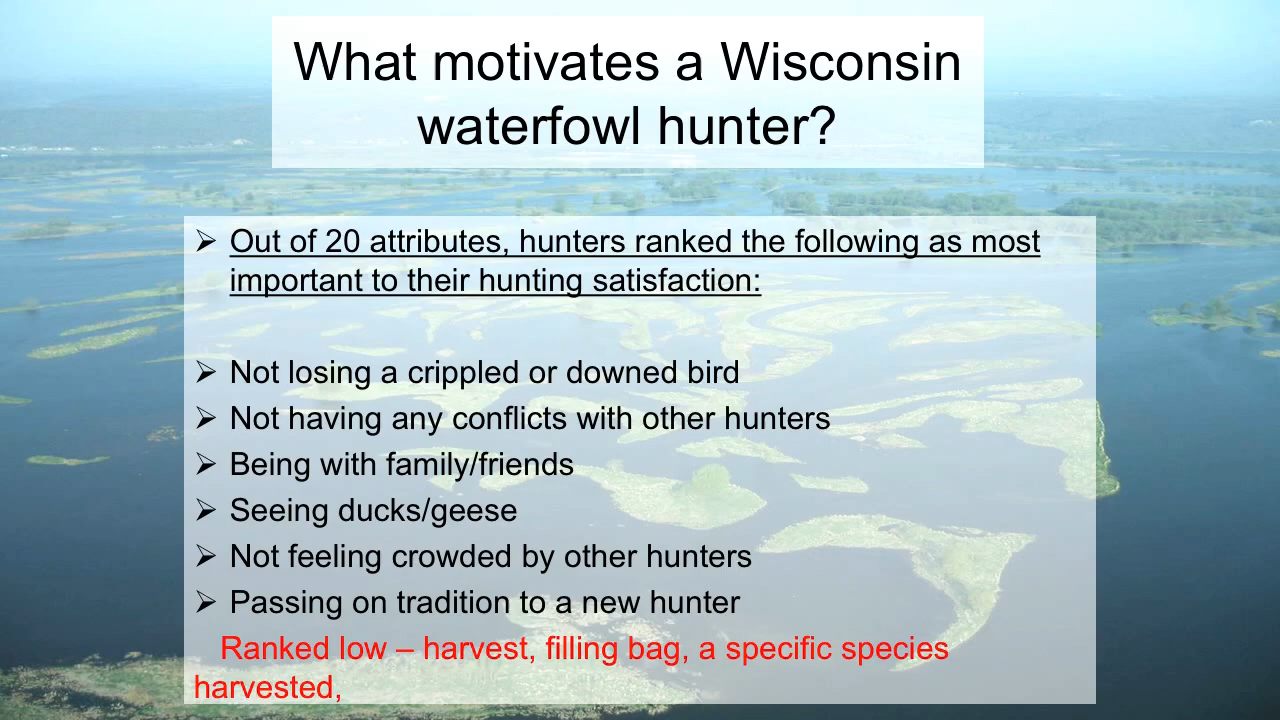 What motivates a Wisconsin
waterfowl hunter?
➢ Out of 20 attributes, hunters ranked the following as most
important to their hunting satisfaction:
➢ Not losing a crippled or downed bird
➢ Not having any conflicts with other hunters
➢ Being with family/friends
➢ Seeing ducks/geese
➢ Not feeling crowded by other hunters
➢ Passing on tradition to a new hunter
Ranked low – harvest, filling bag, a specific species
harvested,